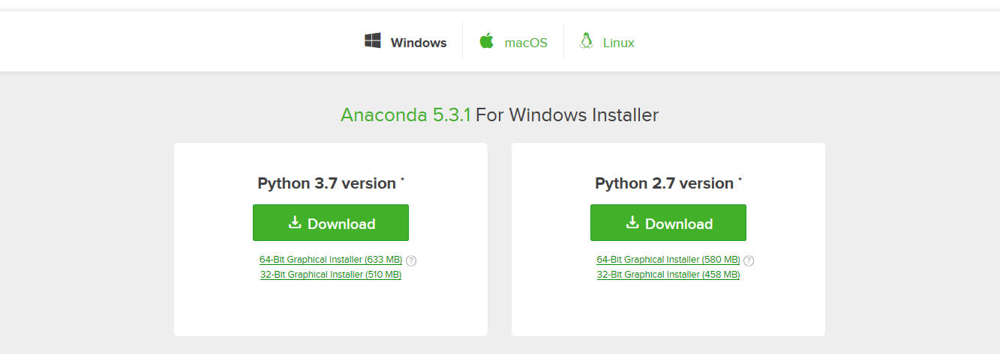 Windows macOS Linux
Anaconda 5.3.1 For Windows Installer
Python 3.7 version *
Download
64-Bit Graphical Installer (633 MB) ?
32-Bit Graphical Installer (510 MB)
Python 2.7 version *
Download
64-Bit Graphical Installer (580 MB) ?
32-Bit Graphical Installer (458 MB)